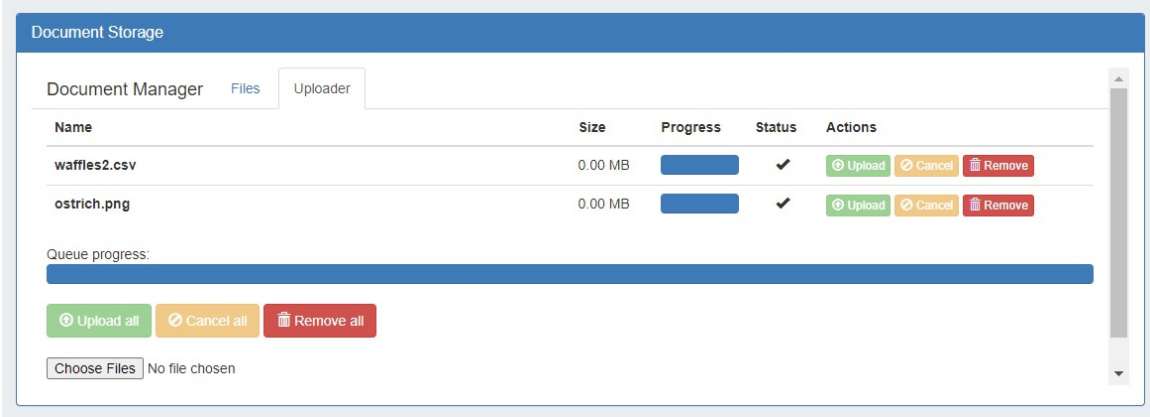 Document Storage
Document Manager Files Uploader
Name Size Progress Status Actions
waffles2.csv 0.00 MB Upload Cancel Remove
ostrich.png 0.00 MB Upload Cancel Remove
Queue progress:
Upload all Cancel all Remove all
Choose Files No file chosen